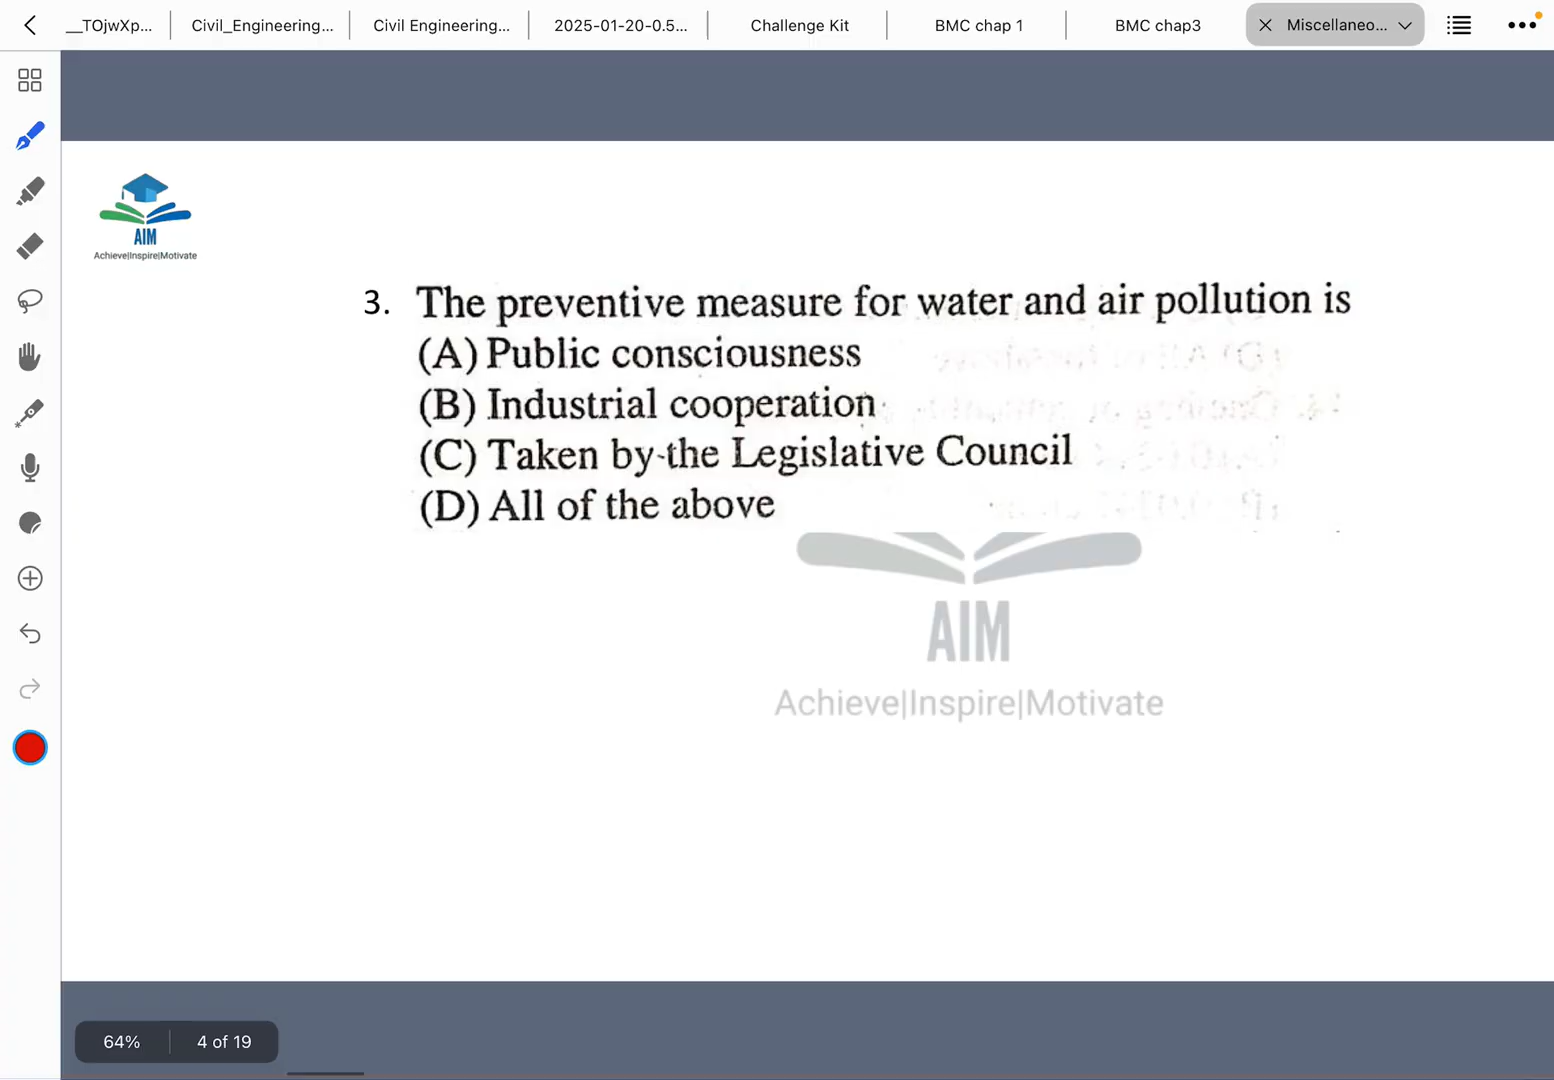 __TOjwXp...
Civil_Engineering...
Civil Engineering...
2025-01-20-0.5...
Challenge Kit
BMC chap 1
BMC chap3
Miscellaneo...
AIM
Achieve|Inspire|Motivate
3. The preventive measure for water and air pollution is
(A) Public consciousness
(B) Industrial cooperation
(C) Taken by the Legislative Council
(D) All of the above
AIM
Achieve|Inspire|Motivate
64%
4 of 19